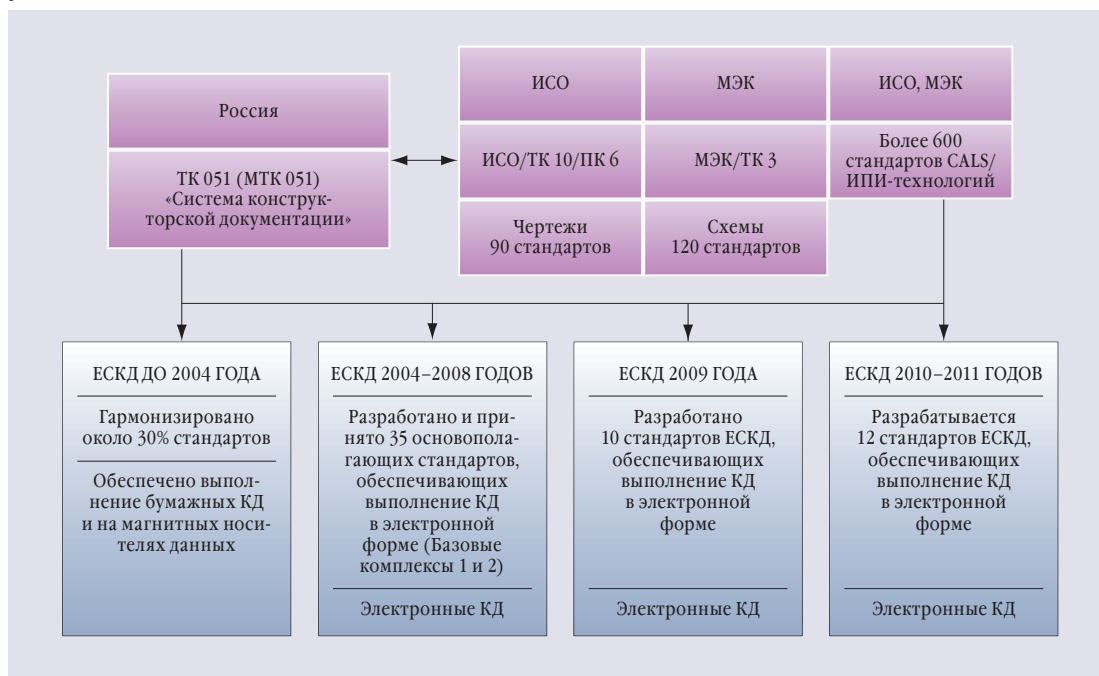 Россия
ТК 051 (МТК 051)
«Система конструк-
торской документации»
ИСО
МЭК
ИСО, МЭК
ИСО/ТК 10/ПК 6
МЭК/ТК 3
Более 600
стандартов CALS/
ИПИ-технологий
Чертежи
90 стандартов
Схемы
120 стандартов
ЕСКД ДО 2004 ГОДА
Гармонизировано
около 30% стандартов
Обеспечено выпол-
нение бумажных КД
и на магнитных носи-
телях данных
ЕСКД 2004–2008 ГОДОВ
Разработано и при-
нято 35 основопола-
гающих стандартов,
обеспечивающих
выполнение КД
в электронной
форме (Базовые
комплексы 1 и 2)
Электронные КД
ЕСКД 2009 ГОДА
Разработано
10 стандартов ЕСКД,
обеспечивающих
выполнение КД
в электронной
форме
Электронные КД
ЕСКД 2010–2011 ГОДОВ
Разрабатывается
12 стандартов ЕСКД,
обеспечивающих
выполнение КД
в электронной
форме
Электронные КД